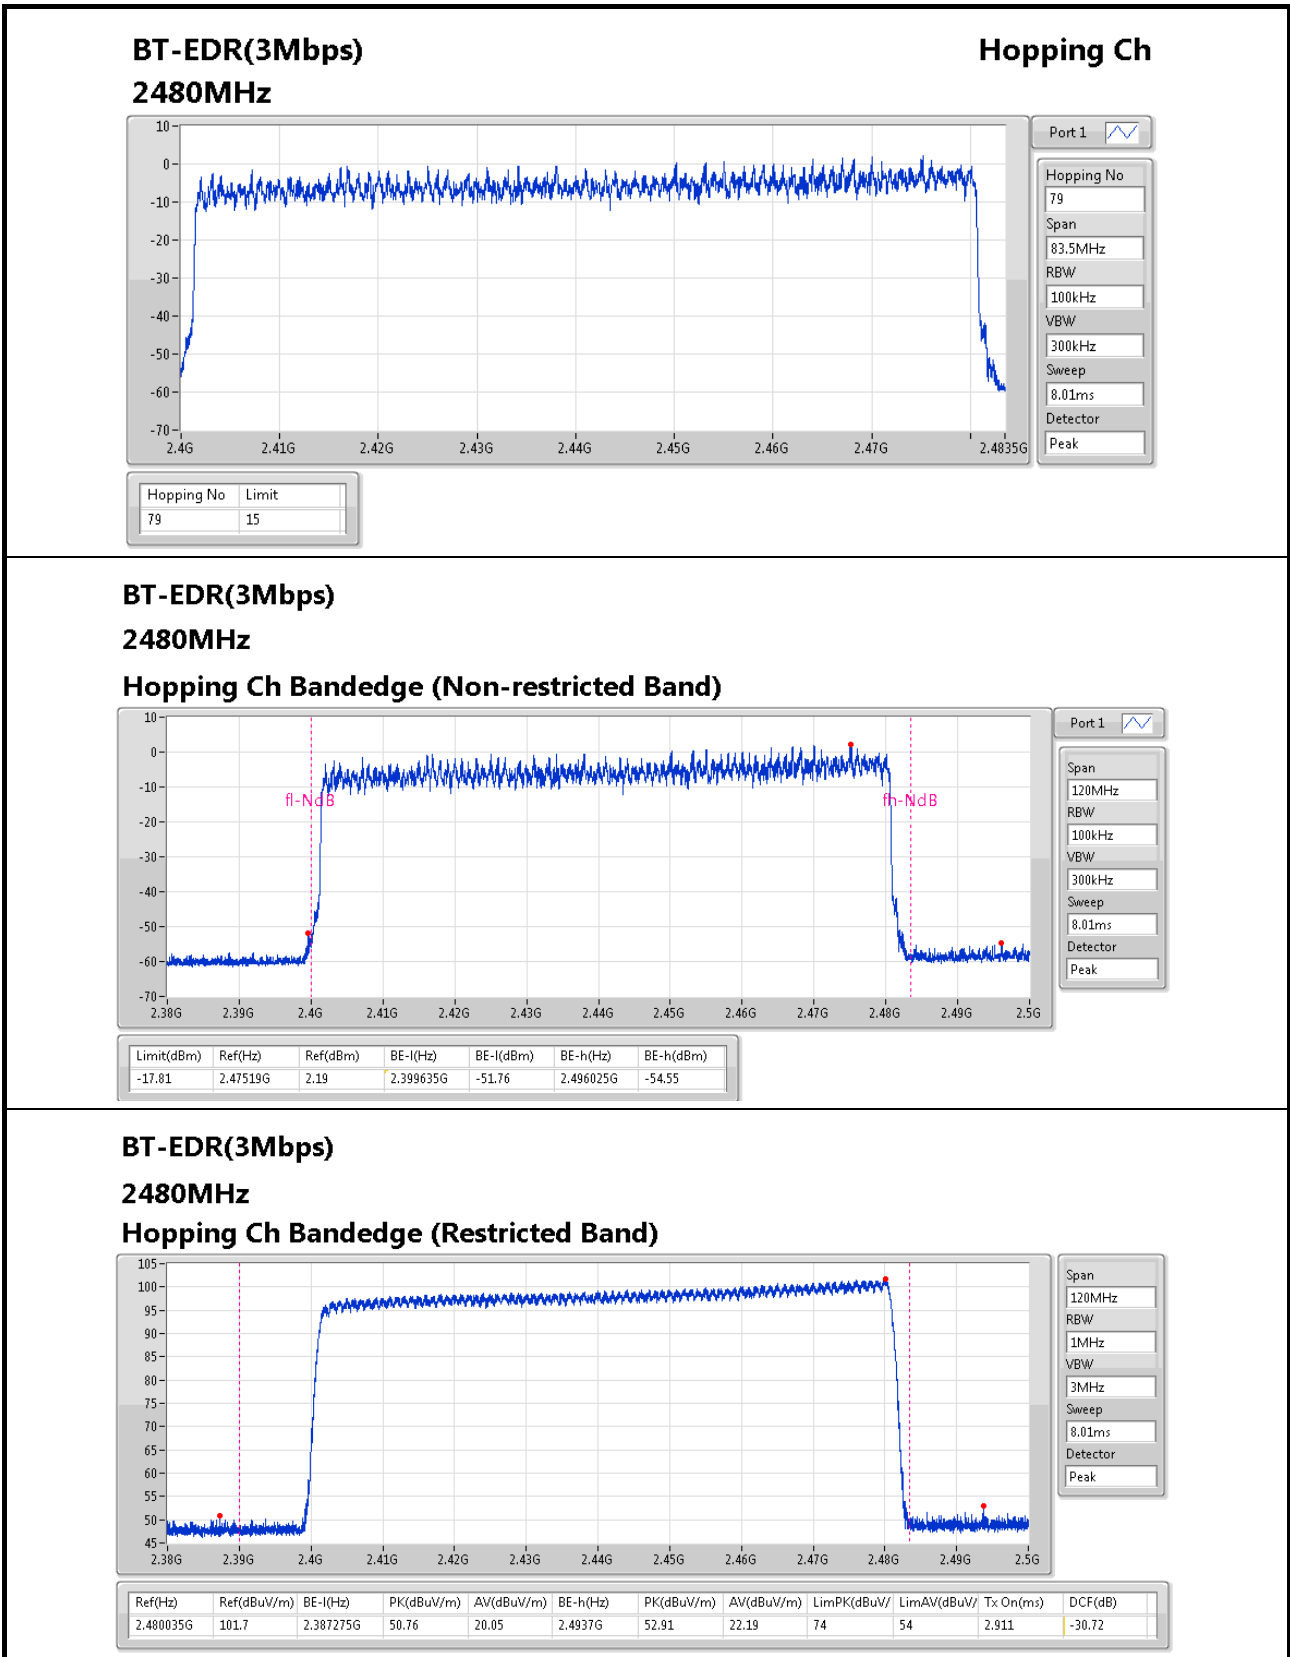 BT-EDR(3Mbps)
Hopping Ch
2480MHz
Port 1
10
0
-10
-20
-30
-40
-50
-60
-70
2.4G 2.41G 2.42G 2.43G 2.44G 2.45G 2.46G 2.47G 2.4835G
Hopping No
79
Span
83.5MHz
RBW
100kHz
VBW
300kHz
Sweep
8.01ms
Detector
Peak
Hopping No Limit
79 15
BT-EDR(3Mbps)
2480MHz
Hopping Ch Bandedge (Non-restricted Band)
Port 1
10
0
-10
-20
-30
-40
-50
-60
-70
fl-NdB
fh-NdB
2.38G 2.39G 2.4G 2.41G 2.42G 2.43G 2.44G 2.45G 2.46G 2.47G 2.48G 2.49G 2.5G
Span
120MHz
RBW
100kHz
VBW
300kHz
Sweep
8.01ms
Detector
Peak
Limit(dBm) Ref(Hz) Ref(dBm) BE-l(Hz) BE-l(dBm) BE-h(Hz) BE-h(dBm)
-17.81 2.47519G 2.19 2.399635G -51.76 2.496025G -54.55
BT-EDR(3Mbps)
2480MHz
Hopping Ch Bandedge (Restricted Band)
105
100
95
90
85
80
75
70
65
60
55
50
45
2.38G 2.39G 2.4G 2.41G 2.42G 2.43G 2.44G 2.45G 2.46G 2.47G 2.48G 2.49G 2.5G
Span
120MHz
RBW
1MHz
VBW
3MHz
Sweep
8.01ms
Detector
Peak
Ref(Hz) Ref(dBuV/m) BE-l(Hz) PK(dBuV/m) AV(dBuV/m) BE-h(Hz) PK(dBuV/m) AV(dBuV/m) LimPK(dBuV/ LimAV(dBuV/ Tx On(ms) DCF(dB)
2.480035G 101.7 2.387275G 50.76 20.05 2.4937G 52.91 22.19 74 54 2.911 -30.72